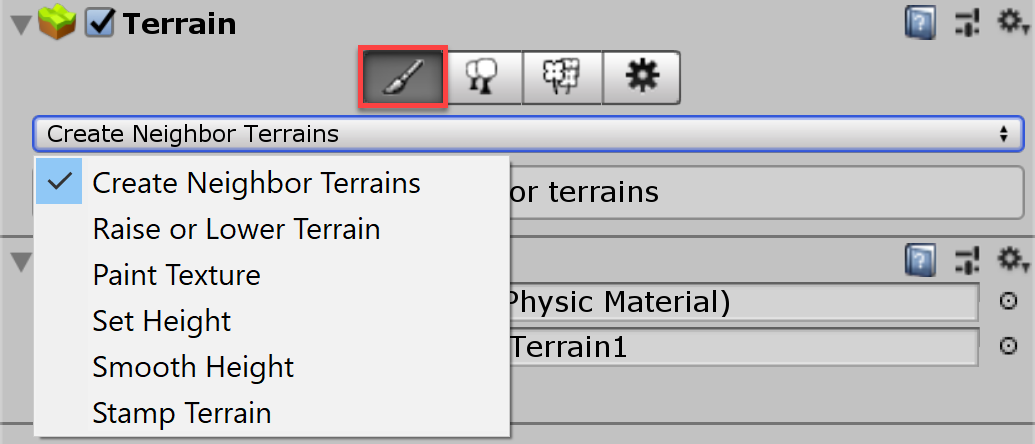 Terrain
Create Neighbor Terrains
Create Neighbor Terrains
or terrains
Raise or Lower Terrain
Paint Texture
Physic Material)
Set Height
Terrain1
Smooth Height
Stamp Terrain